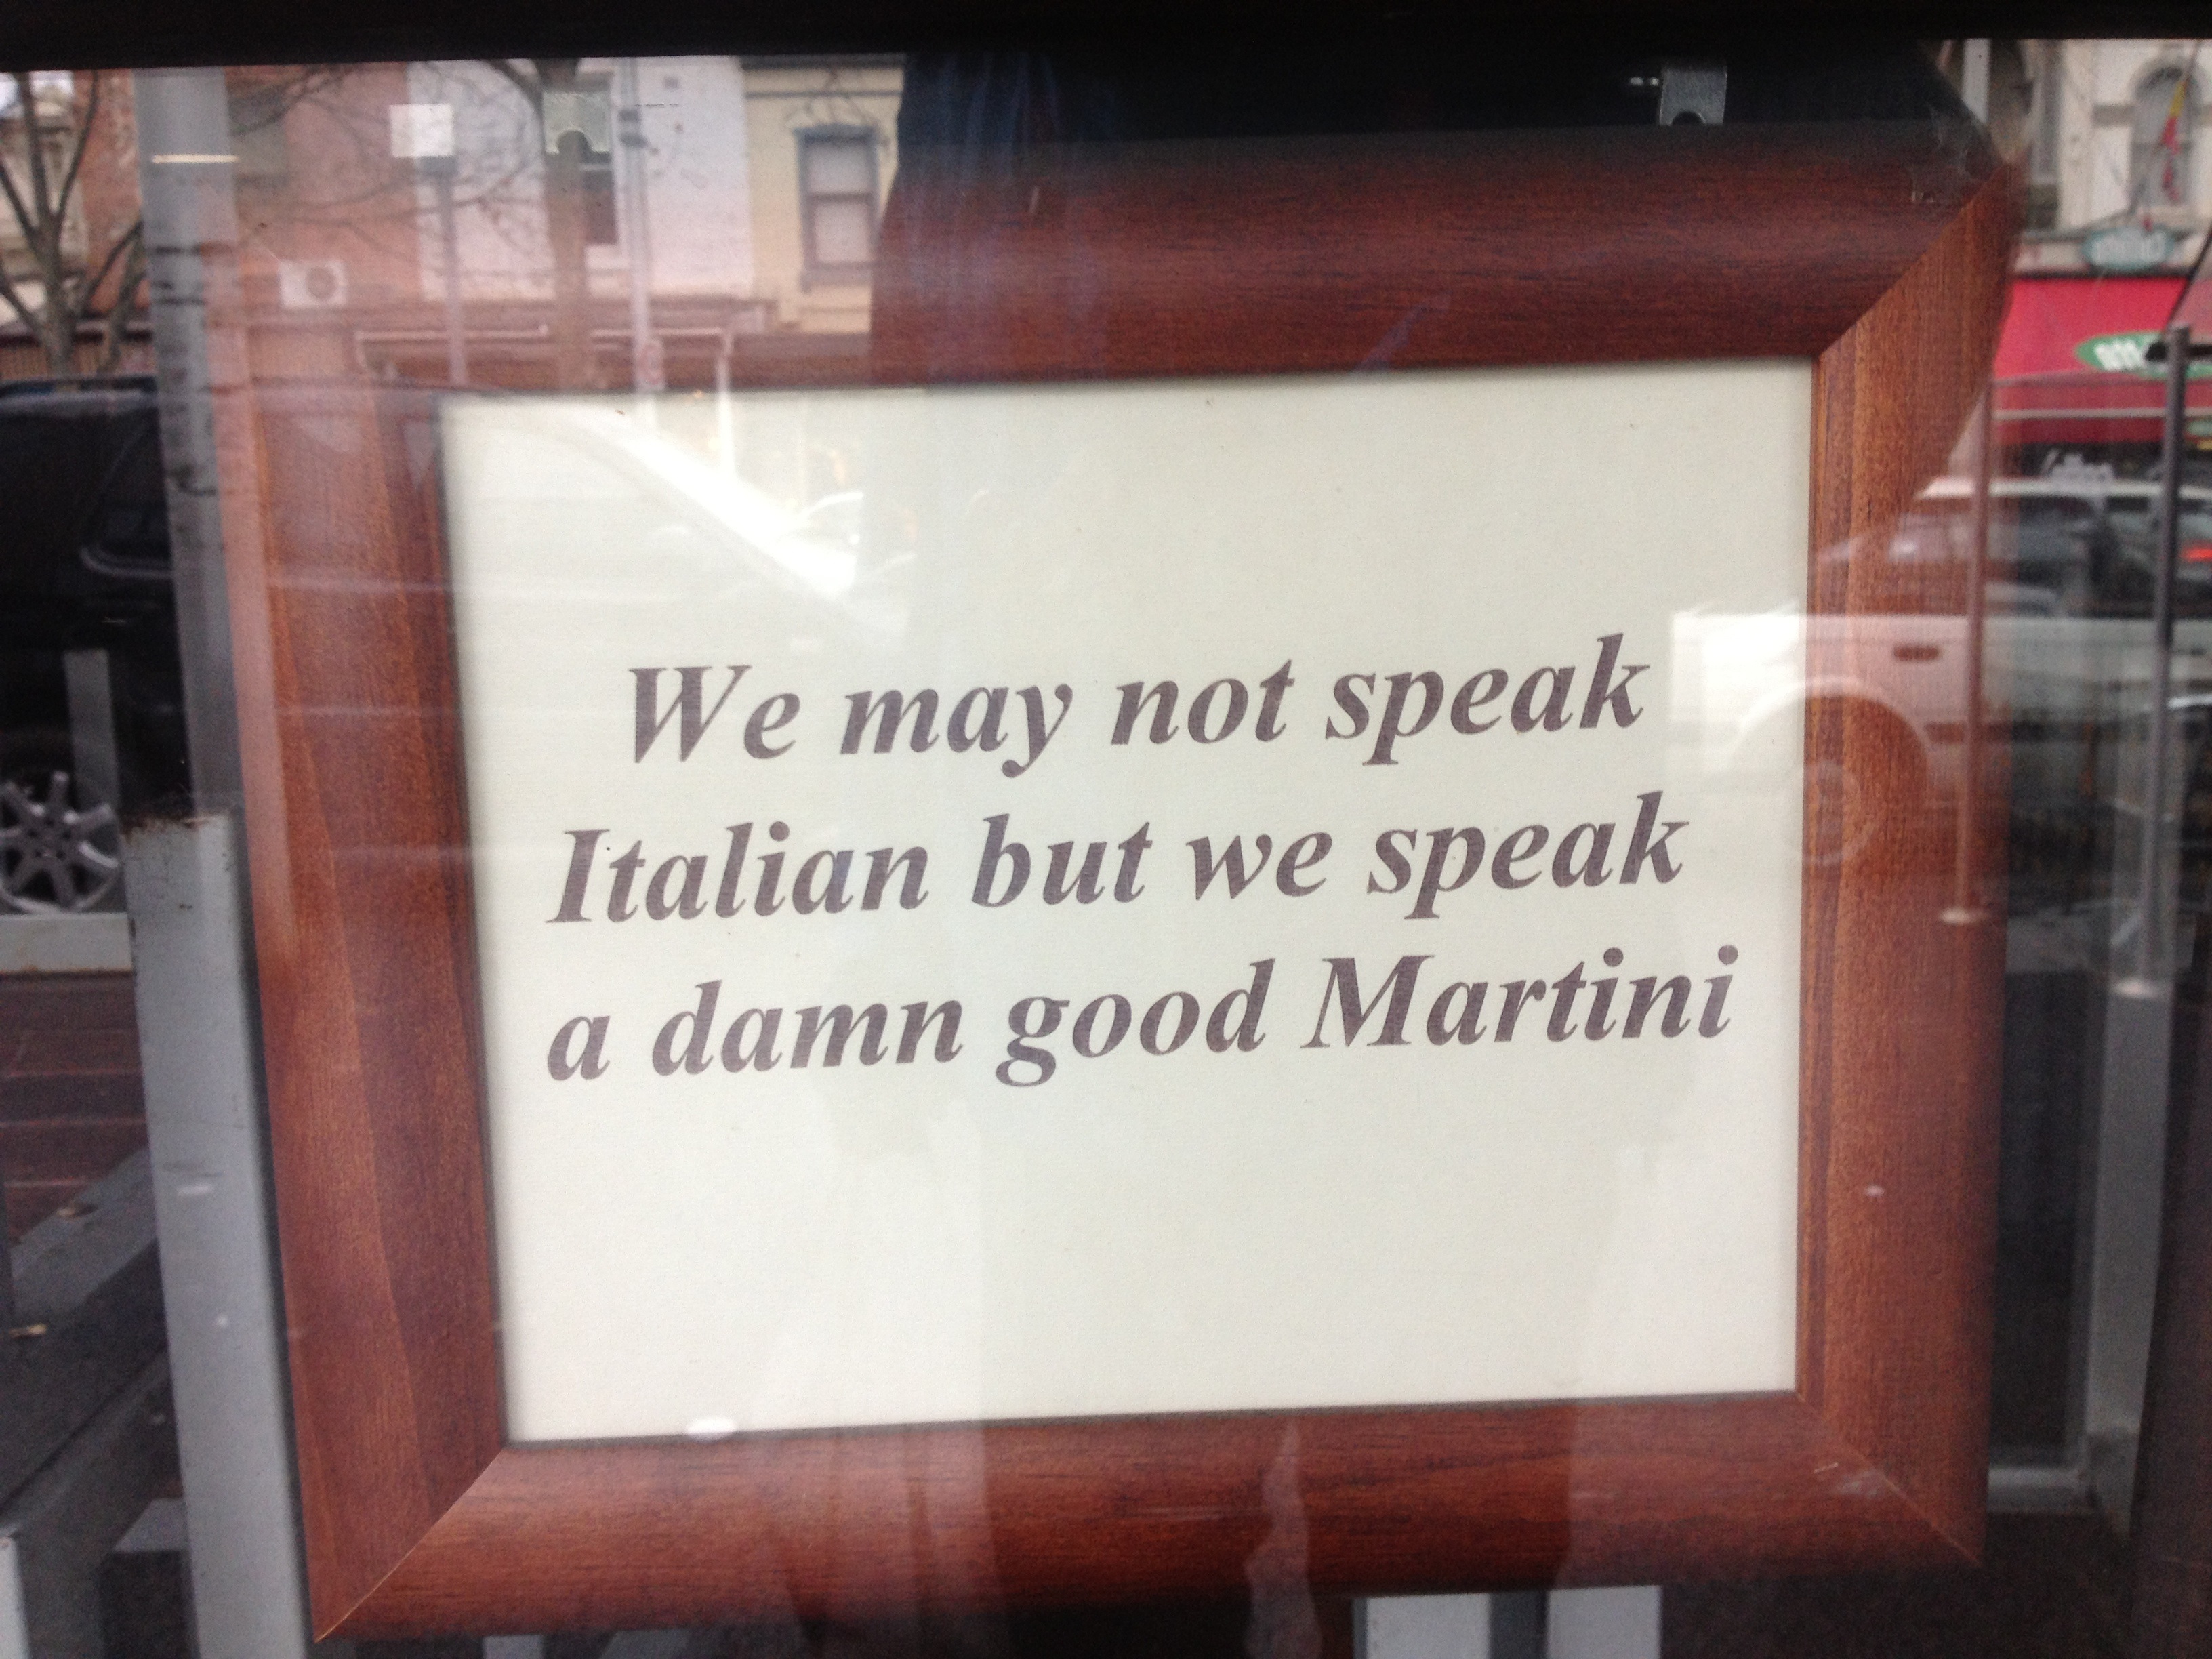 We may not speak
Italian but we speak
a damn good Martini